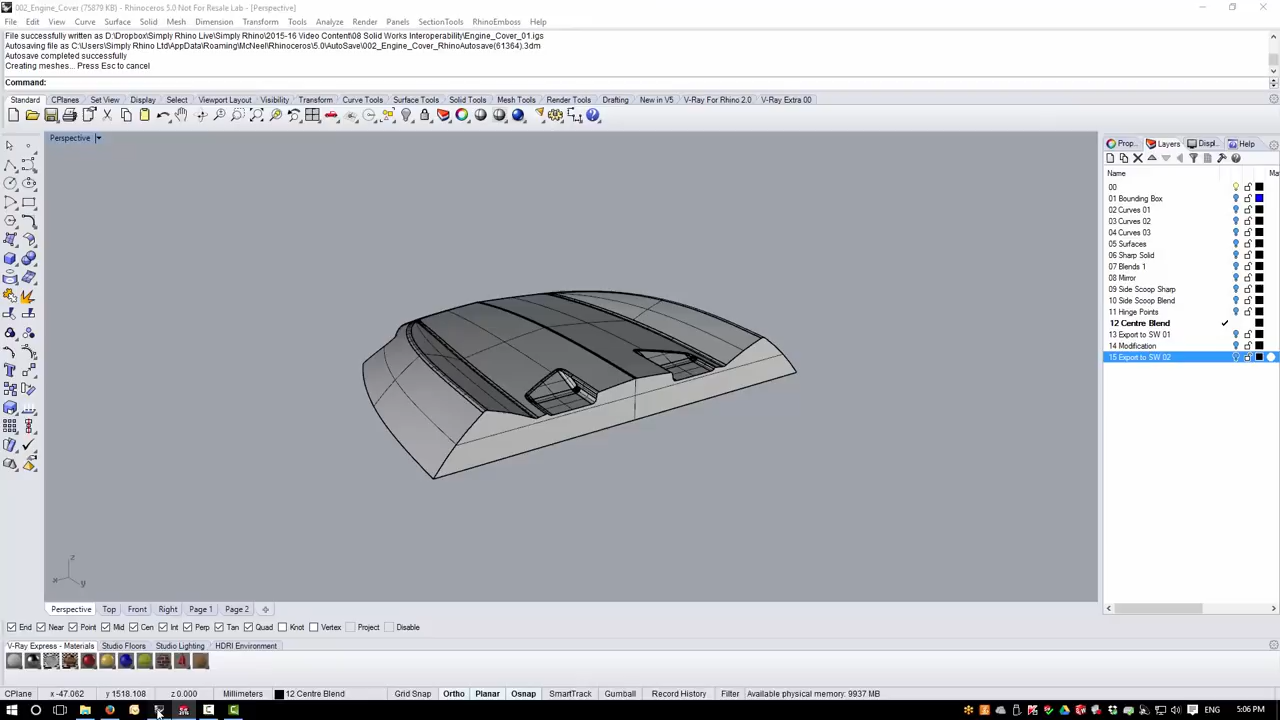 002_Engine_Cover (75879 KB) - Rhinoceros 5.0 Not For Resale Lab - [Perspective]
File Edit View Curve Surface Solid Mesh Dimension Transform Tools Analyze Render Panels SectionTools RhinoEmboss Help
File successfully written as D:\Dropbox\Simply Rhino Live\Simply Rhino\2015-16 Video Content\08 Solid Works Interoperability\Engine_Cover_01.igs
Autosaving file as C:\Users\Simply Rhino Ltd\AppData\Roaming\McNeel\Rhinoceros\5.0\AutoSave\002_Engine_Cover_RhinoAutosave(61364).3dm
Autosave completed successfully
Creating meshes... Press Esc to cancel
Command:
Standard CPlanes Set View Display Select Viewport Layout Visibility Transform Curve Tools Surface Tools Solid Tools Mesh Tools Render Tools Drafting New in V5 V-Ray For Rhino 2.0 V-Ray Extra 00
Perspective
Prop... Layers Displ... Help
Name Ma
00
01 Bounding Box
02 Curves 01
03 Curves 02
04 Curves 03
05 Surfaces
06 Sharp Solid
07 Blends 1
08 Mirror
09 Side Scoop Sharp
10 Side Scoop Blend
11 Hinge Points
12 Centre Blend
13 Export to SW 01
14 Modification
15 Export to SW 02
z
x y
Perspective Top Front Right Page 1 Page 2
End Near Point Mid Cen Int Perp Tan Quad Knot Vertex Project Disable
V-Ray Express - Materials Studio Floors Studio Lighting HDRI Environment
CPlane x -47.062 y 1518.108 z 0.000 Millimeters 12 Centre Blend Grid Snap Ortho Planar Osnap SmartTrack Gumball Record History Filter Available physical memory: 9937 MB
ENG 5:06 PM